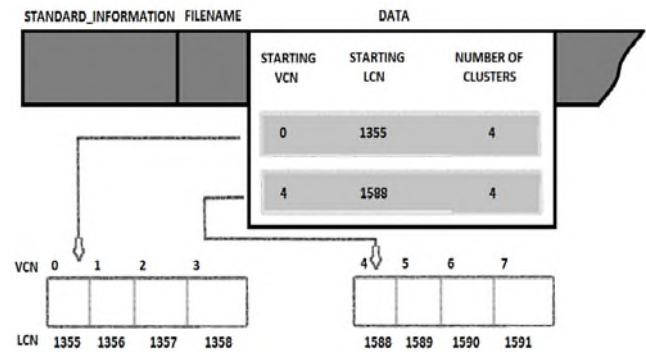 STANDARD_INFORMATION FILENAME DATA
STARTING VCN STARTING LCN NUMBER OF CLUSTERS
0 1355 4
4 1588 4
VCN 0 1 2 3 4 5 6 7
LCN 1355 1356 1357 1358 1588 1589 1590 1591